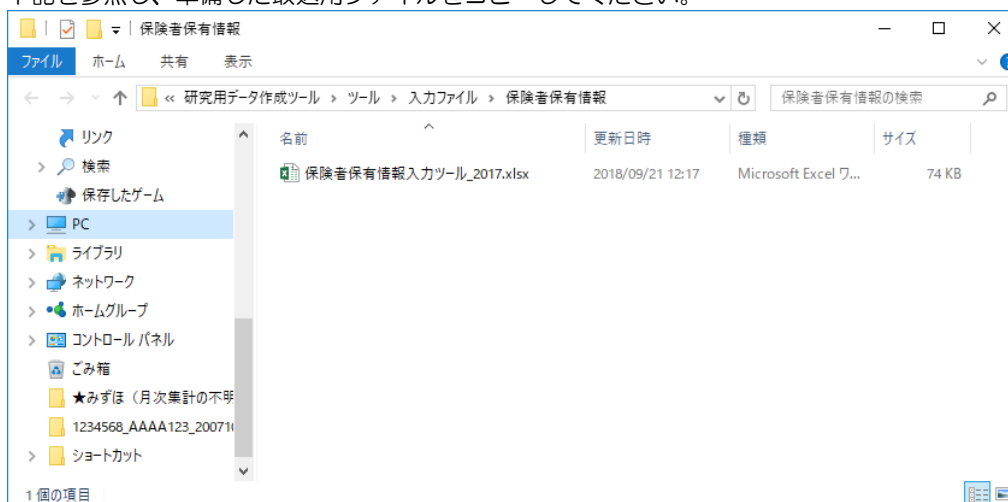 保険者保有情報
ファイル ホーム 共有 表示
« 研究用データ作成ツール › ツール › 入力ファイル › 保険者保有情報
保険者保有情報の検索
名前 更新日時 種類 サイズ
保険者保有情報入力ツール_2017.xlsx 2018/09/21 12:17 Microsoft Excel ワ... 74 KB
リンク
検索
保存したゲーム
PC
ライブラリ
ネットワーク
ホームグループ
コントロール パネル
ごみ箱
★みずほ（月次集計の不明
1234568_AAAA123_20071
ショートカット
1 個の項目